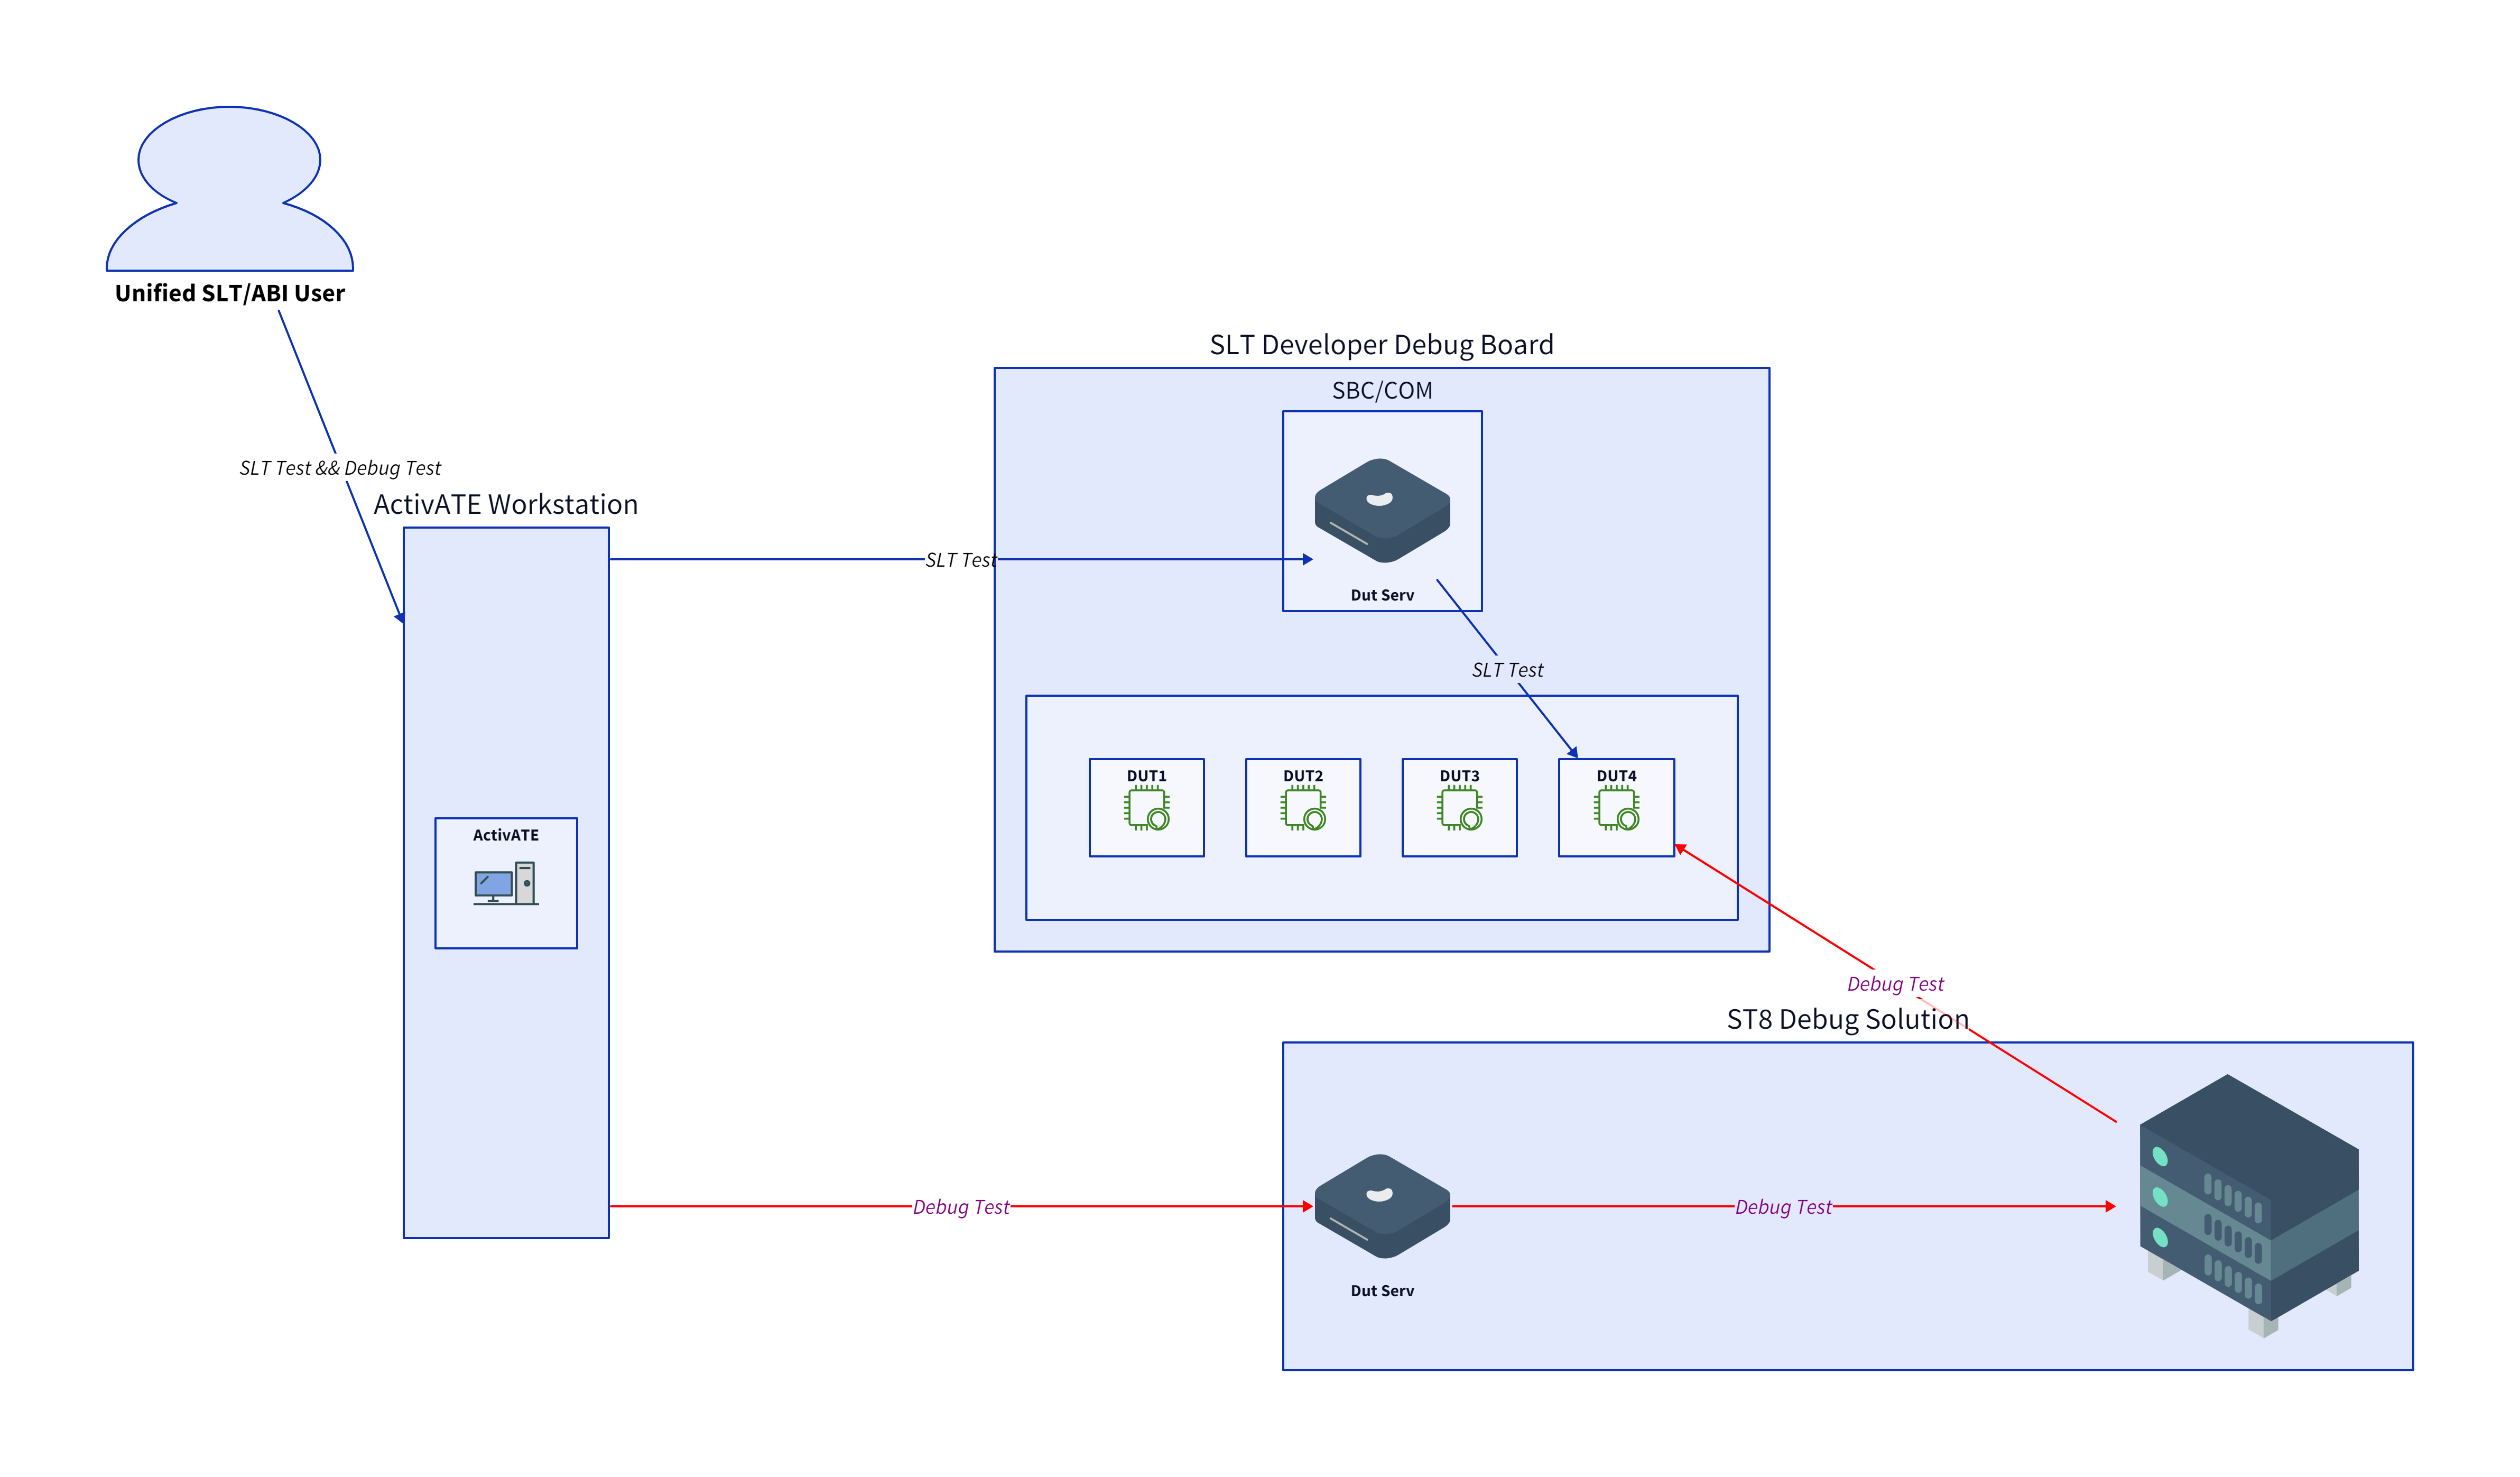 Unified SLT/ABI User
SLT Test && Debug Test
ActivATE Workstation
ActivATE
SLT Test
SLT Developer Debug Board
SBC/COM
Dut Serv
SLT Test
DUT1
DUT2
DUT3
DUT4
Debug Test
ST8 Debug Solution
Debug Test
Dut Serv
Debug Test